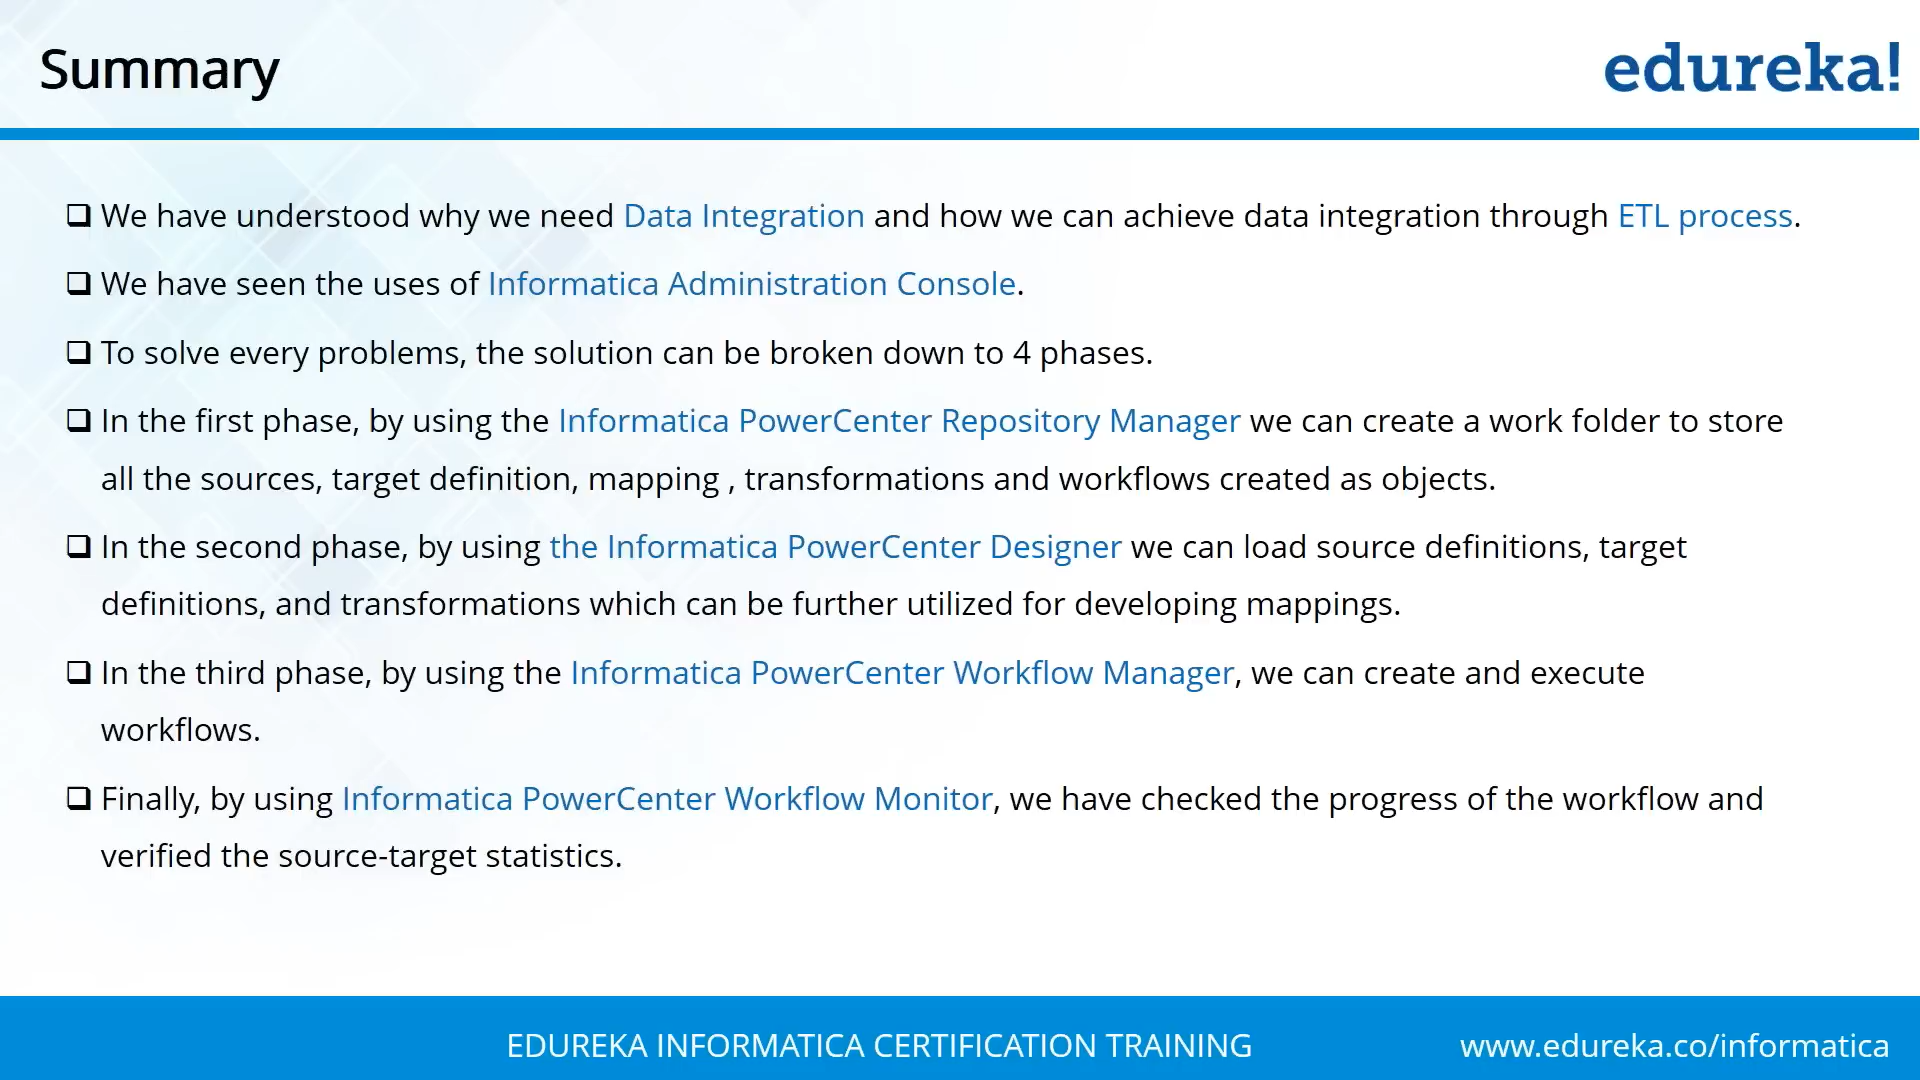 Summary
edureka!
❑ We have understood why we need Data Integration and how we can achieve data integration through ETL process.
❑ We have seen the uses of Informatica Administration Console.
❑ To solve every problems, the solution can be broken down to 4 phases.
❑ In the first phase, by using the Informatica PowerCenter Repository Manager we can create a work folder to store
all the sources, target definition, mapping , transformations and workflows created as objects.
❑ In the second phase, by using the Informatica PowerCenter Designer we can load source definitions, target
definitions, and transformations which can be further utilized for developing mappings.
❑ In the third phase, by using the Informatica PowerCenter Workflow Manager, we can create and execute
workflows.
❑ Finally, by using Informatica PowerCenter Workflow Monitor, we have checked the progress of the workflow and
verified the source-target statistics.
EDUREKA INFORMATICA CERTIFICATION TRAINING
www.edureka.co/informatica